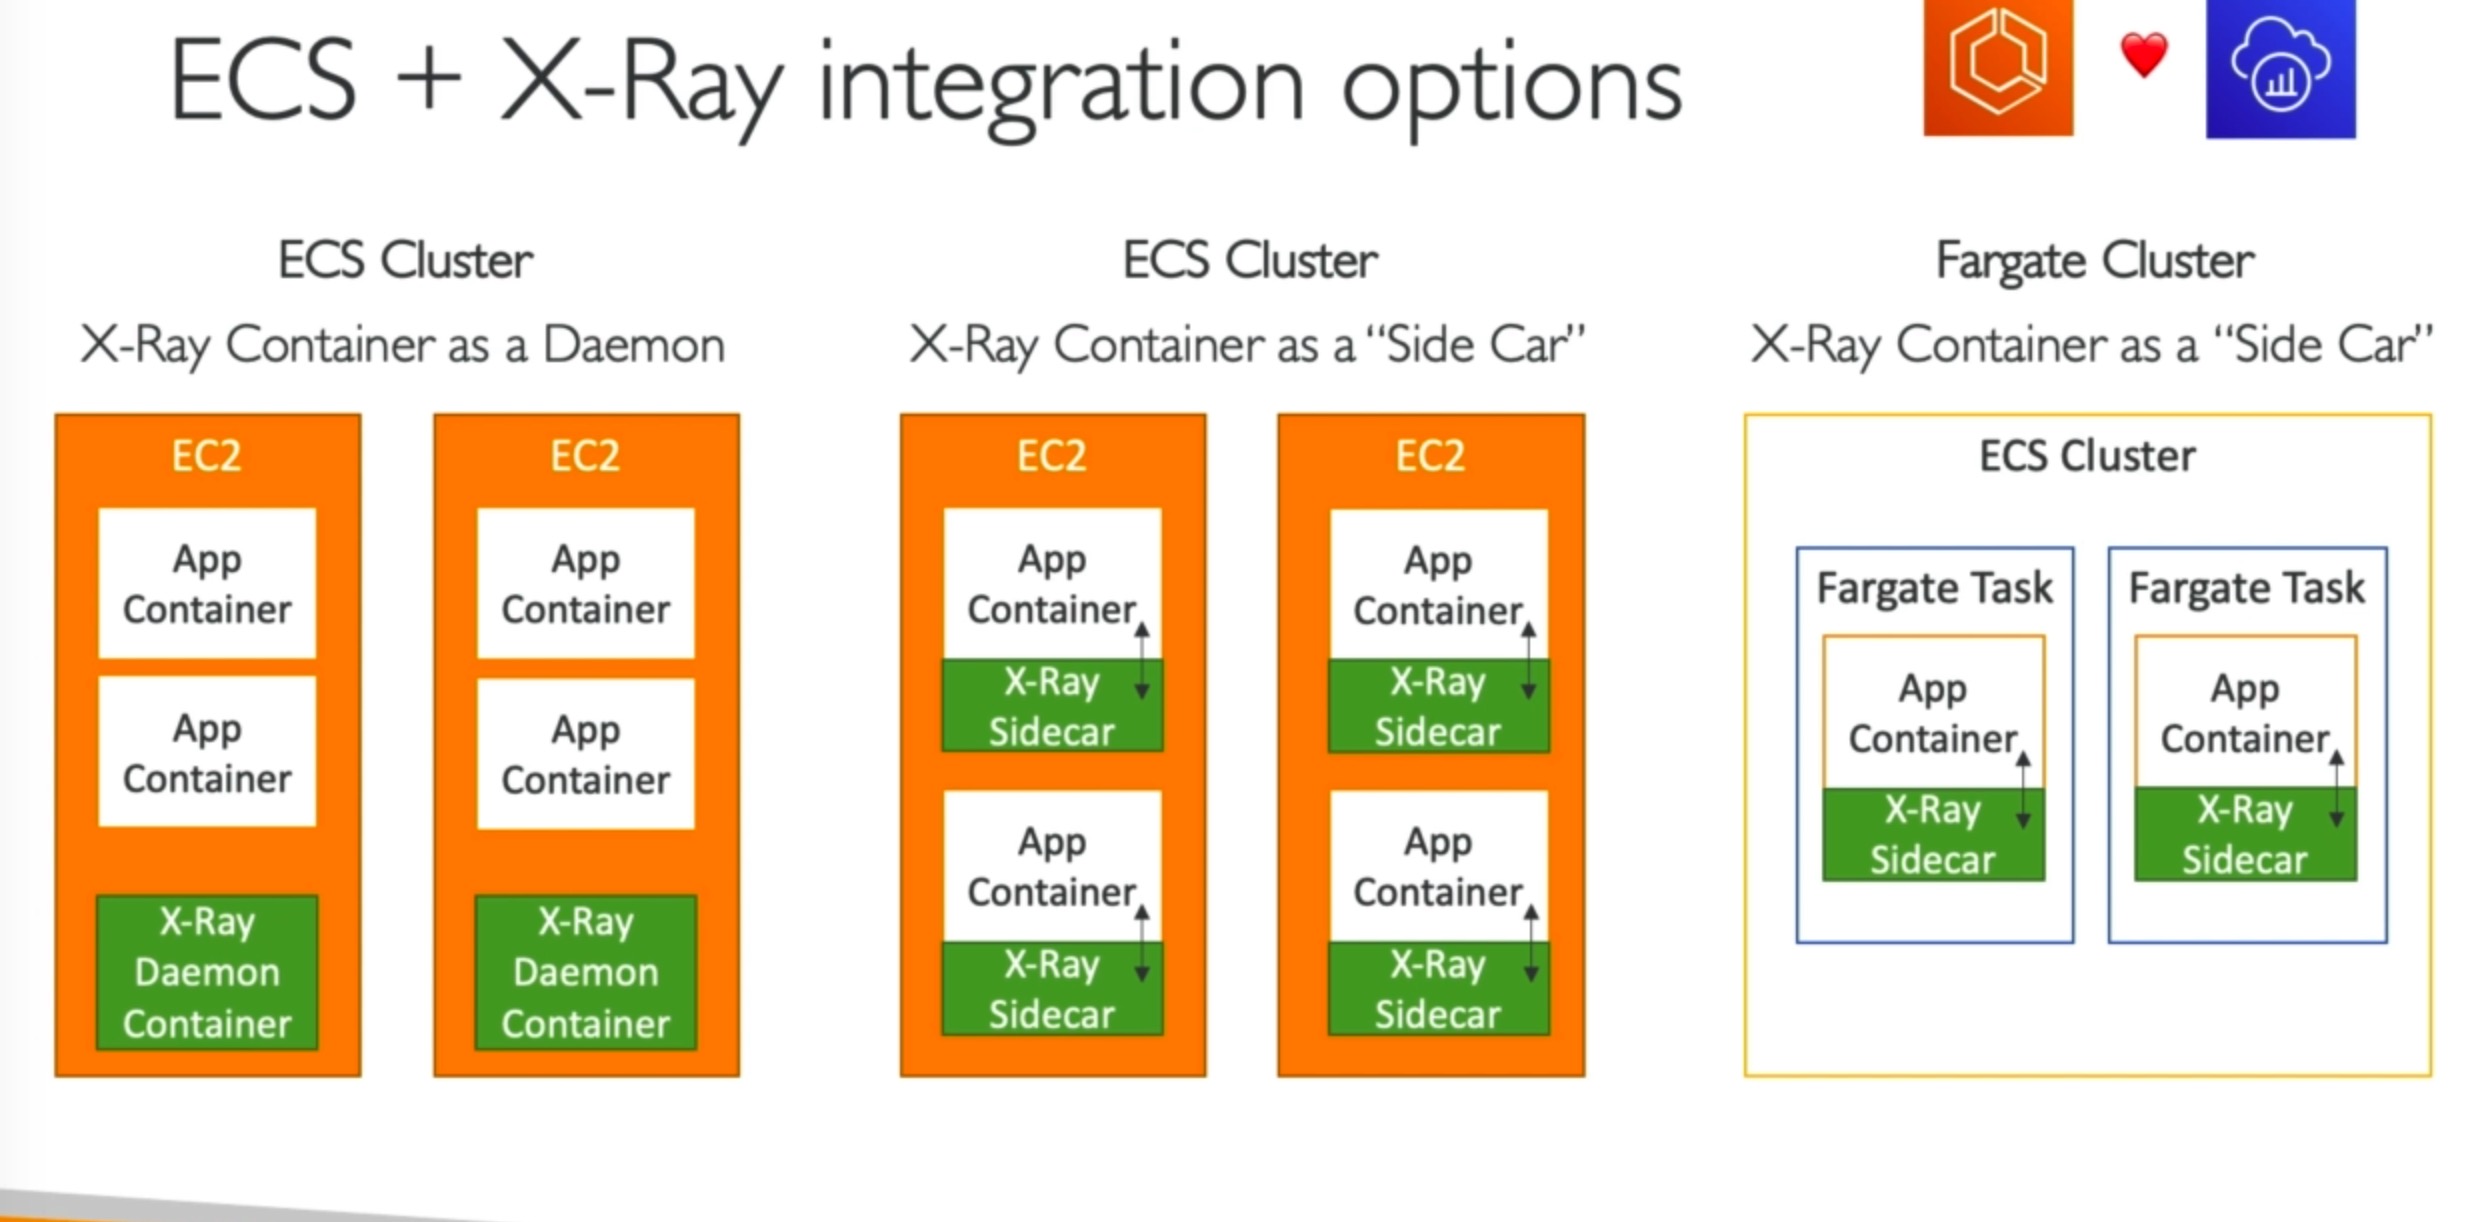 ECS + X-Ray integration options
ECS Cluster
X-Ray Container as a Daemon
EC2
App
Container
App
Container
X-Ray
Daemon
Container
EC2
App
Container
App
Container
X-Ray
Daemon
Container
ECS Cluster
X-Ray Container as a “Side Car”
EC2
App
Container
X-Ray
Sidecar
App
Container
X-Ray
Sidecar
EC2
App
Container
X-Ray
Sidecar
App
Container
X-Ray
Sidecar
Fargate Cluster
X-Ray Container as a “Side Car”
ECS Cluster
Fargate Task
App
Container
X-Ray
Sidecar
Fargate Task
App
Container
X-Ray
Sidecar